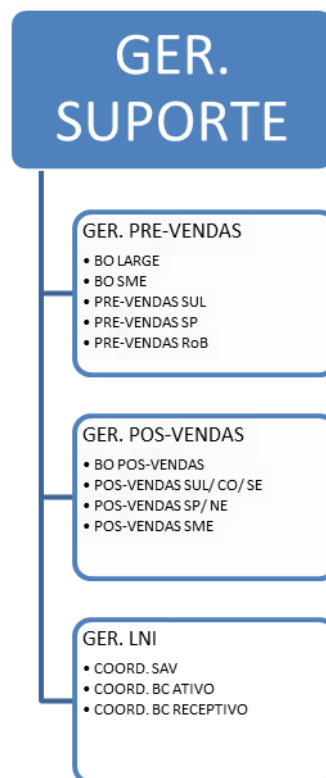 GER.
SUPORTE
GER. PRE-VENDAS
• BO LARGE
• BO SME
• PRE-VENDAS SUL
• PRE-VENDAS SP
• PRE-VENDAS RoB
GER. POS-VENDAS
• BO POS-VENDAS
• POS-VENDAS SUL/ CO/ SE
• POS-VENDAS SP/ NE
• POS-VENDAS SME
GER. LNI
• COORD. SAV
• COORD. BC ATIVO
• COORD. BC RECEPTIVO